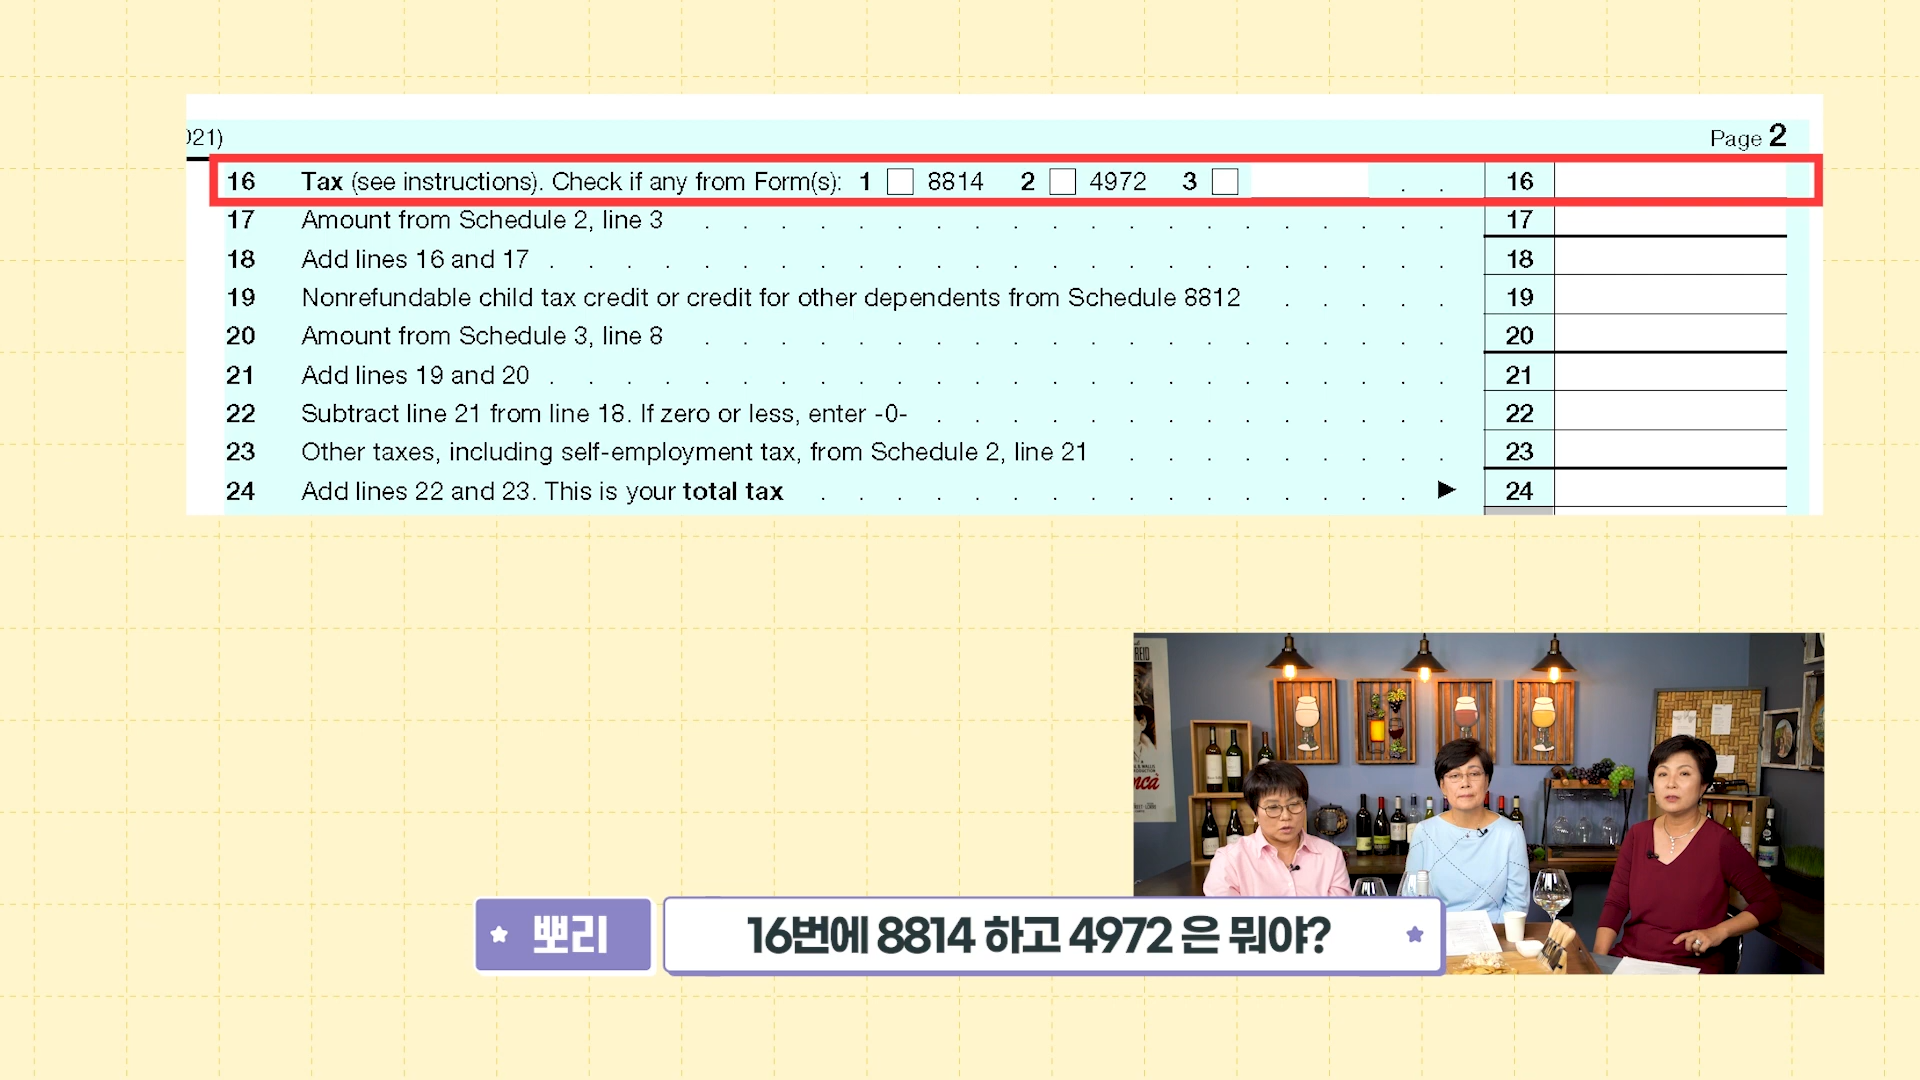 021)
Page 2
16 Tax (see instructions). Check if any from Form(s): 1 8814 2 4972 3 . . 16
17 Amount from Schedule 2, line 3 . . . . . . . . . . . . . . . . . . . . 17
18 Add lines 16 and 17 . . . . . . . . . . . . . . . . . . . . . . . . 18
19 Nonrefundable child tax credit or credit for other dependents from Schedule 8812 . . . . . 19
20 Amount from Schedule 3, line 8 . . . . . . . . . . . . . . . . . . . . 20
21 Add lines 19 and 20 . . . . . . . . . . . . . . . . . . . . . . . . 21
22 Subtract line 21 from line 18. If zero or less, enter -0- . . . . . . . . . . . . . . 22
23 Other taxes, including self-employment tax, from Schedule 2, line 21 . . . . . . . . . 23
24 Add lines 22 and 23. This is your total tax . . . . . . . . . . . . . . . . ▶ 24
REID
뽀리
16번에 8814 하고 4972 은 뭐야?